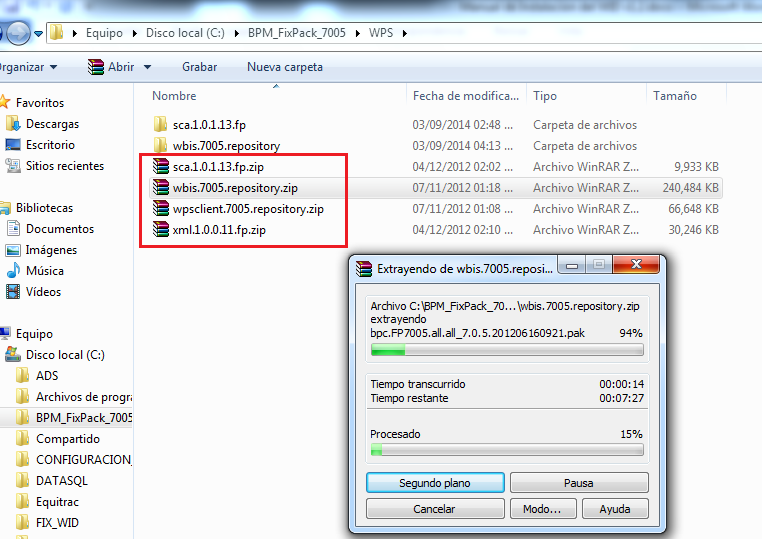 Equipo ▸ Disco local (C:) ▸ BPM_FixPack_7005 ▸ WPS ▸
Organizar Abrir Grabar Nueva carpeta
Favoritos
Descargas
Escritorio
Sitios recientes
Bibliotecas
Documentos
Imágenes
Música
Vídeos
Equipo
Disco local (C:)
ADS
Archivos de progra
BPM_FixPack_7005
Compartido
CONFIGURACION_
DATASQL
Equitrac
FIX_WID
Nombre Fecha de modifica... Tipo Tamaño
sca.1.0.1.13.fp 03/09/2014 02:48 ... Carpeta de archivos
wbis.7005.repository 03/09/2014 04:13 ... Carpeta de archivos
sca.1.0.1.13.fp.zip 04/12/2012 02:02 ... Archivo WinRAR Z... 9,933 KB
wbis.7005.repository.zip 07/11/2012 01:18 ... Archivo WinRAR Z... 240,484 KB
wpsclient.7005.repository.zip 07/11/2012 01:08 ... Archivo WinRAR Z... 66,648 KB
xml.1.0.0.11.fp.zip 04/12/2012 02:10 ... Archivo WinRAR Z... 30,246 KB
Extrayendo de wbis.7005.reposi...
Archivo C:\BPM_FixPack_70...\wbis.7005.repository.zip
extrayendo
bpc.FP7005.all.all_7.0.5.201206160921.pak 94%
Tiempo transcurrido 00:00:14
Tiempo restante 00:07:27
Procesado 15%
Segundo plano Pausa
Cancelar Modo... Ayuda